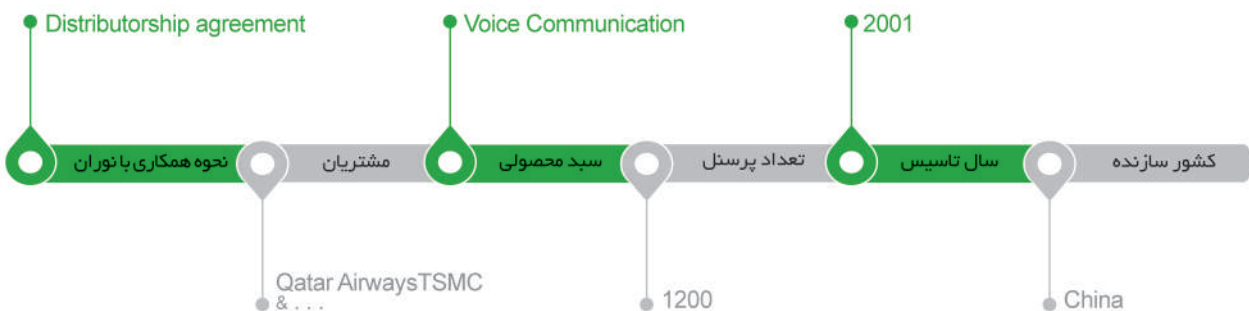 Distributorship agreement
Voice Communication
2001
نحوه همکاری با نوران
مشتریان
سبد محصولی
تعداد پرسنل
سال تاسیس
کشور سازنده
Qatar AirwaysTSMC
& . . .
1200
China